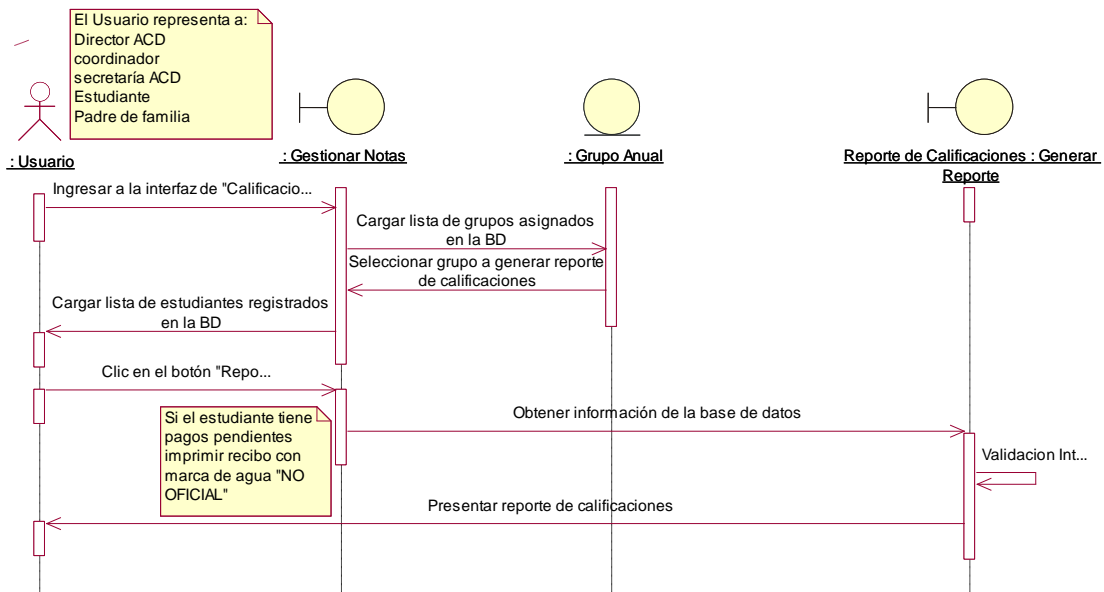 El Usuario representa a:
Director ACD
coordinador
secretaría ACD
Estudiante
Padre de familia
: Usuario
: Gestionar Notas
: Grupo Anual
Reporte de Calificaciones : Generar
Reporte
Ingresar a la interfaz de "Calificacio...
Cargar lista de grupos asignados
en la BD
Seleccionar grupo a generar reporte
de calificaciones
Cargar lista de estudiantes registrados
en la BD
Clic en el botón "Repo...
Si el estudiante tiene
pagos pendientes
imprimir recibo con
marca de agua "NO
OFICIAL"
Obtener información de la base de datos
Validacion Int...
Presentar reporte de calificaciones